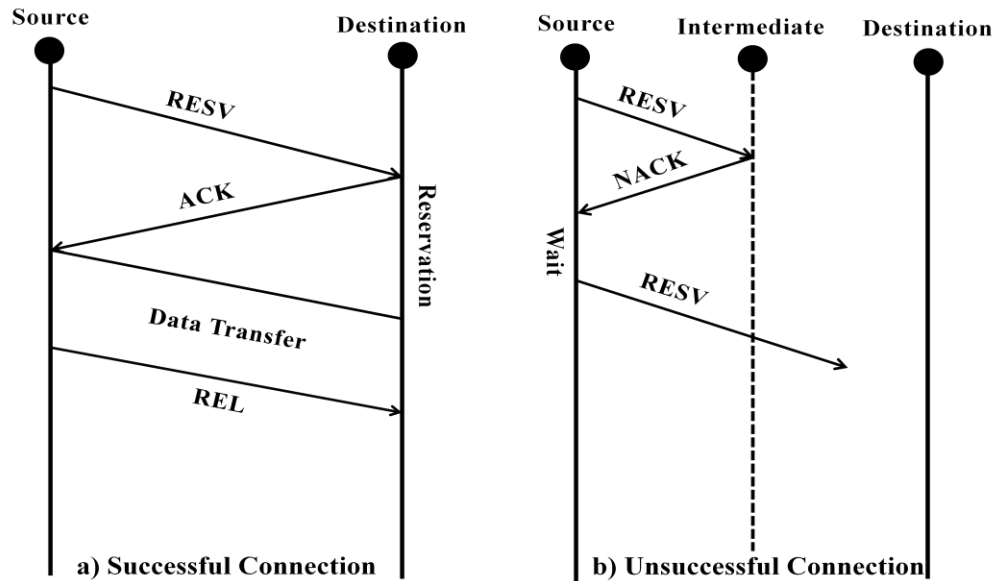 Source
Destination
RESV
ACK
Reservation
Data Transfer
REL
a) Successful Connection
Source
Intermediate
Destination
RESV
NACK
Wait
RESV
b) Unsuccessful Connection